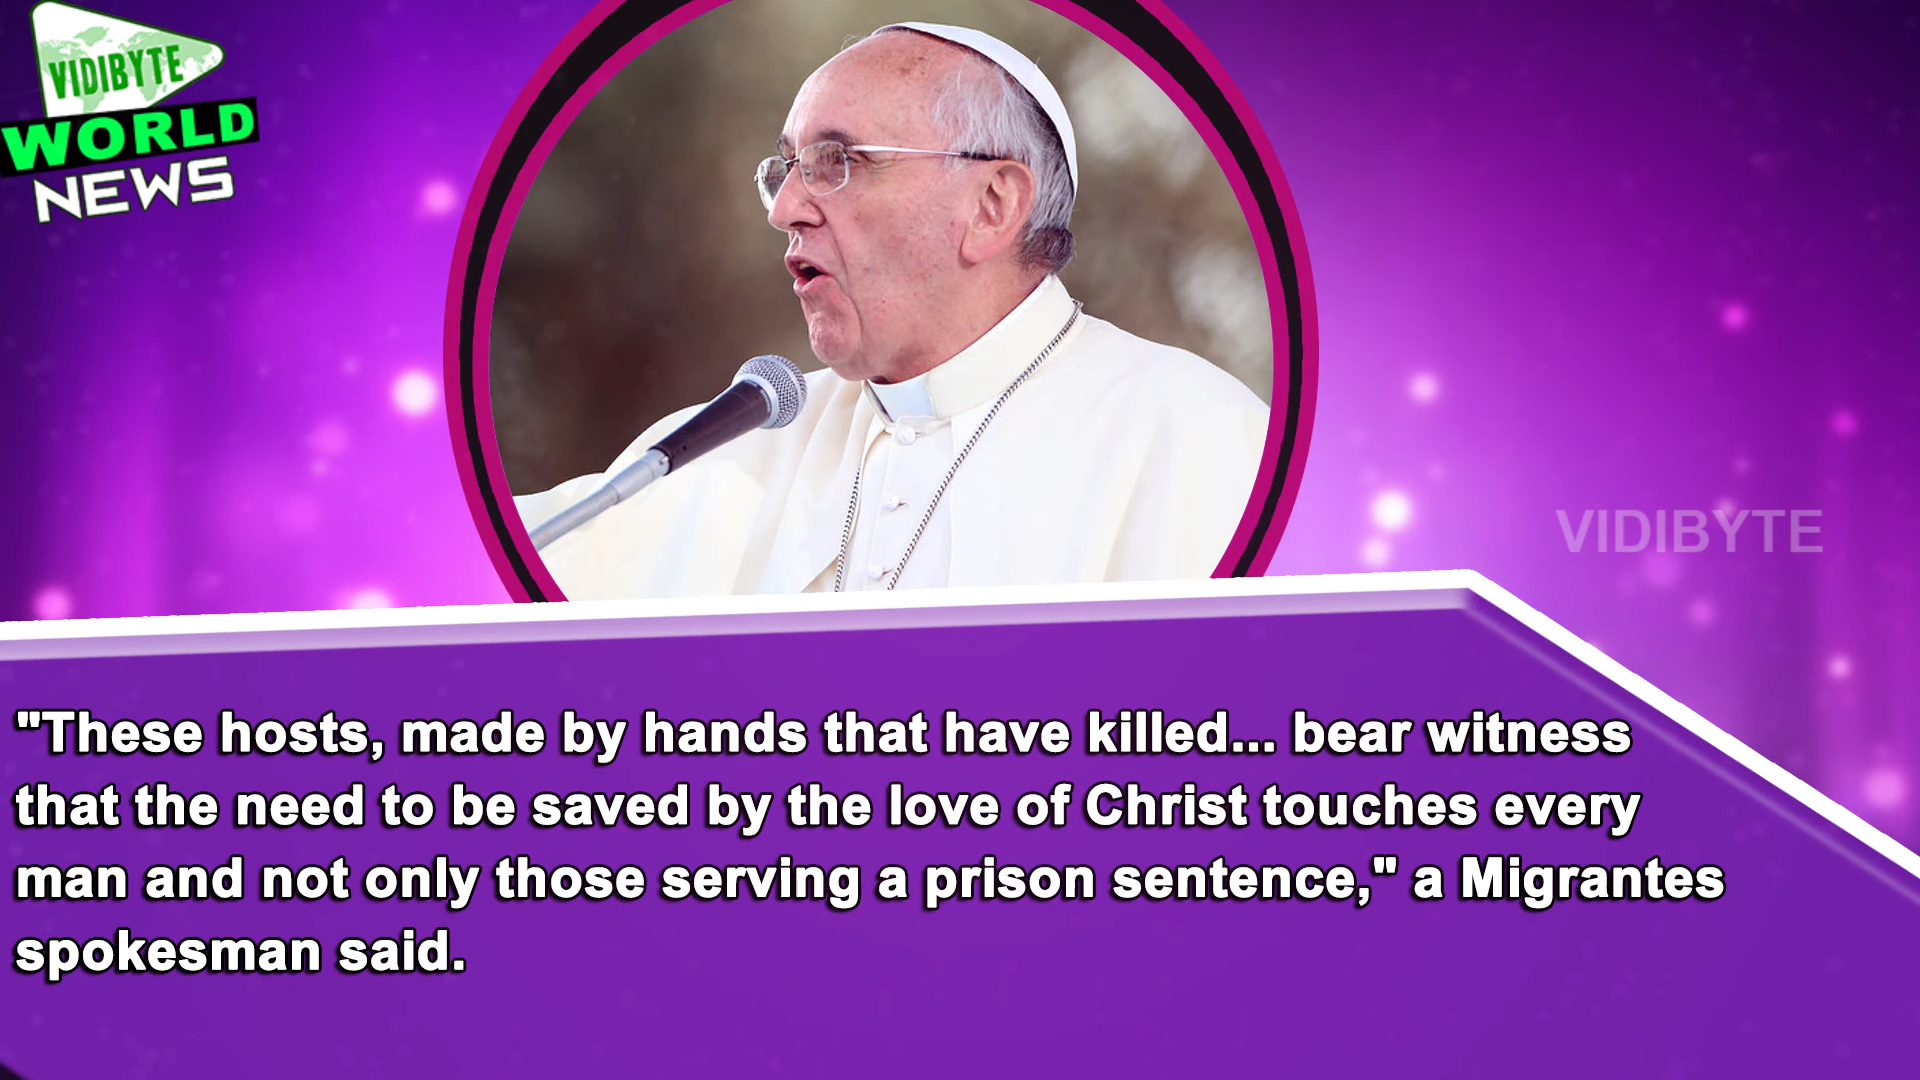 VIDIBYTE
WORLD
NEWS
VIDIBYTE
"These hosts, made by hands that have killed... bear witness
that the need to be saved by the love of Christ touches every
man and not only those serving a prison sentence," a Migrantes
spokesman said.